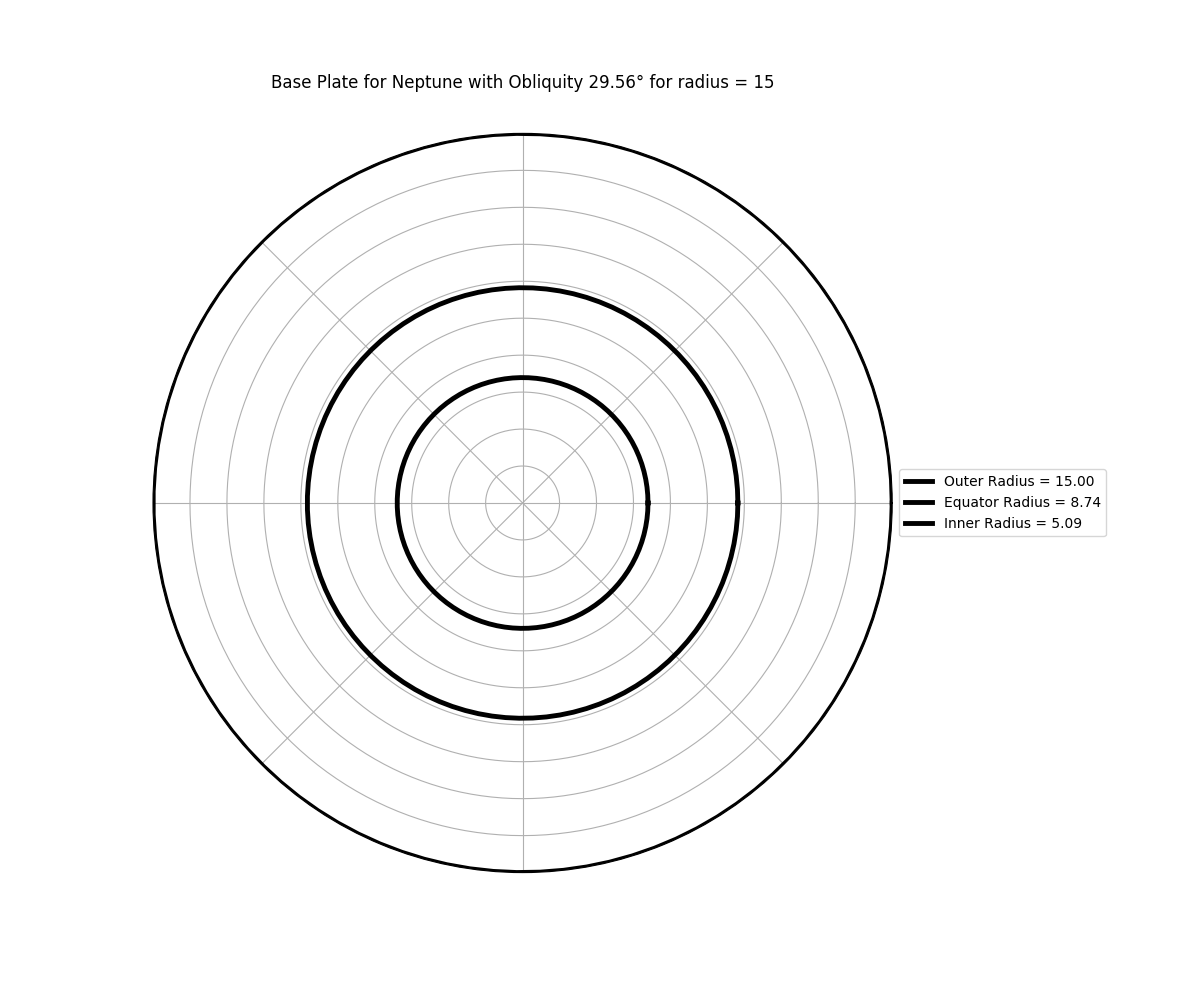 Base Plate for Neptune with Obliquity 29.56° for radius = 15
Outer Radius = 15.00
Equator Radius = 8.74
Inner Radius = 5.09